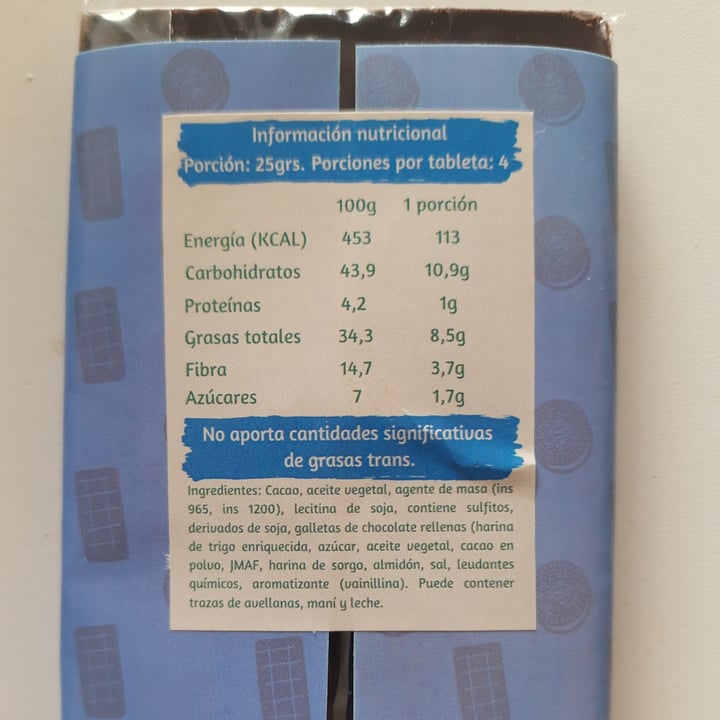 Información nutricional
Porción: 25grs. Porciones por tableta: 4
100g 1 porción
Energía (KCAL) 453 113
Carbohidratos 43,9 10,9g
Proteínas 4,2 1g
Grasas totales 34,3 8,5g
Fibra 14,7 3,7g
Azúcares 7 1,7g
No aporta cantidades significativas
de grasas trans.
Ingredientes: Cacao, aceite vegetal, agente de masa (ins
965, ins 1200), lecitina de soja, contiene sulfitos,
derivados de soja, galletas de chocolate rellenas (harina
de trigo enriquecida, azúcar, aceite vegetal, cacao en
polvo, JMAF, harina de sorgo, almidón, sal, leudantes
químicos, aromatizante (vainillina). Puede contener
trazas de avellanas, maní y leche.